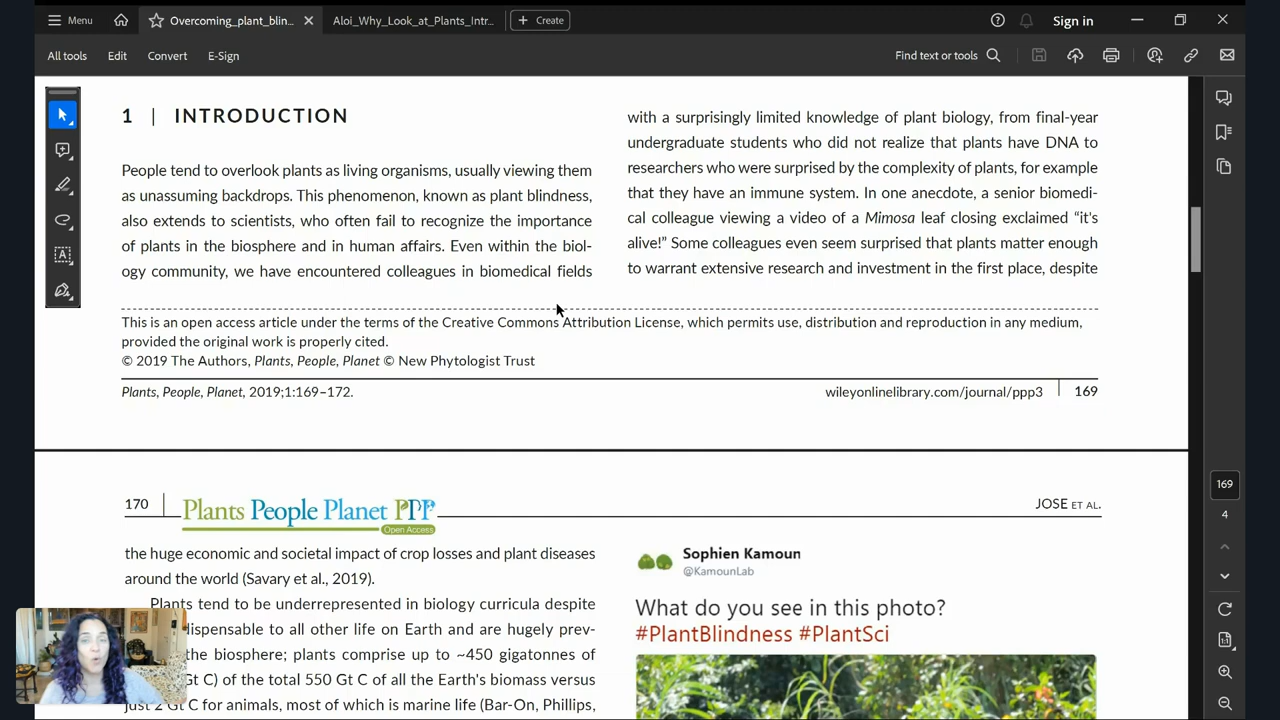 Menu
Overcoming_plant_blin...
Aloi_Why_Look_at_Plants_Intr...
Create
Sign in
All tools
Edit
Convert
E-Sign
Find text or tools
1 | INTRODUCTION
People tend to overlook plants as living organisms, usually viewing them
as unassuming backdrops. This phenomenon, known as plant blindness,
also extends to scientists, who often fail to recognize the importance
of plants in the biosphere and in human affairs. Even within the biol-
ogy community, we have encountered colleagues in biomedical fields
with a surprisingly limited knowledge of plant biology, from final-year
undergraduate students who did not realize that plants have DNA to
researchers who were surprised by the complexity of plants, for example
that they have an immune system. In one anecdote, a senior biomedi-
cal colleague viewing a video of a Mimosa leaf closing exclaimed “it's
alive!” Some colleagues even seem surprised that plants matter enough
to warrant extensive research and investment in the first place, despite
This is an open access article under the terms of the Creative Commons Attribution License, which permits use, distribution and reproduction in any medium,
provided the original work is properly cited.
© 2019 The Authors, Plants, People, Planet © New Phytologist Trust
Plants, People, Planet, 2019;1:169–172.
wileyonlinelibrary.com/journal/ppp3 | 169
170
Plants People Planet PPP
Open Access
JOSE ET AL.
the huge economic and societal impact of crop losses and plant diseases
around the world (Savary et al., 2019).
Plants tend to be underrepresented in biology curricula despite
dispensable to all other life on Earth and are hugely prev-
the biosphere; plants comprise up to ~450 gigatonnes of
Gt C) of the total 550 Gt C of all the Earth's biomass versus
just 2 Gt C for animals, most of which is marine life (Bar-On, Phillips,
Sophien Kamoun
@KamounLab
What do you see in this photo?
#PlantBlindness #PlantSci
169
4